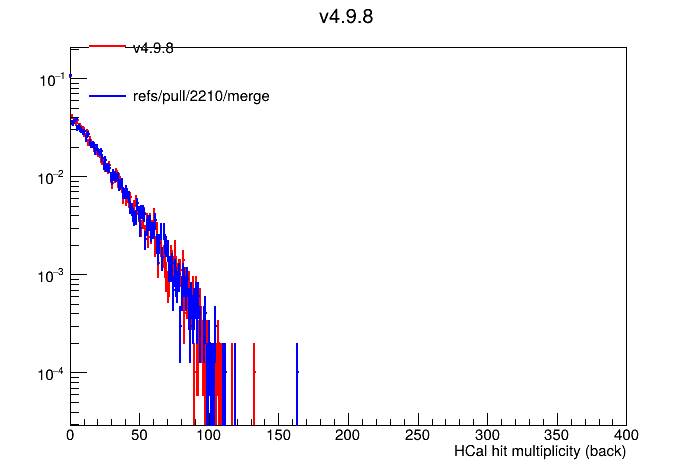 v4.9.8
v4.9.8
refs/pull/2210/merge
10⁻¹
10⁻²
10⁻³
10⁻⁴
0 50 100 150 200 250 300 350 400
HCal hit multiplicity (back)